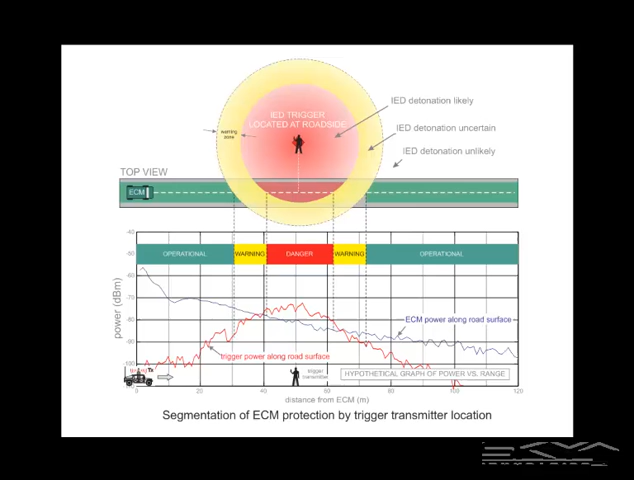 IED TRIGGER
LOCATED AT ROADSIDE
warning
zone
IED detonation likely
IED detonation uncertain
IED detonation unlikely
TOP VIEW
ECM
-40
-50
-60
-70
-80
-90
-100
power (dBm)
OPERATIONAL
WARNING
DANGER
WARNING
OPERATIONAL
ECM power along road surface
trigger power along road surface
trigger
transmitter
HYPOTHETICAL GRAPH OF POWER VS. RANGE
Tx
0 20 40 60 80 100 120
distance from ECM (m)
Segmentation of ECM protection by trigger transmitter location